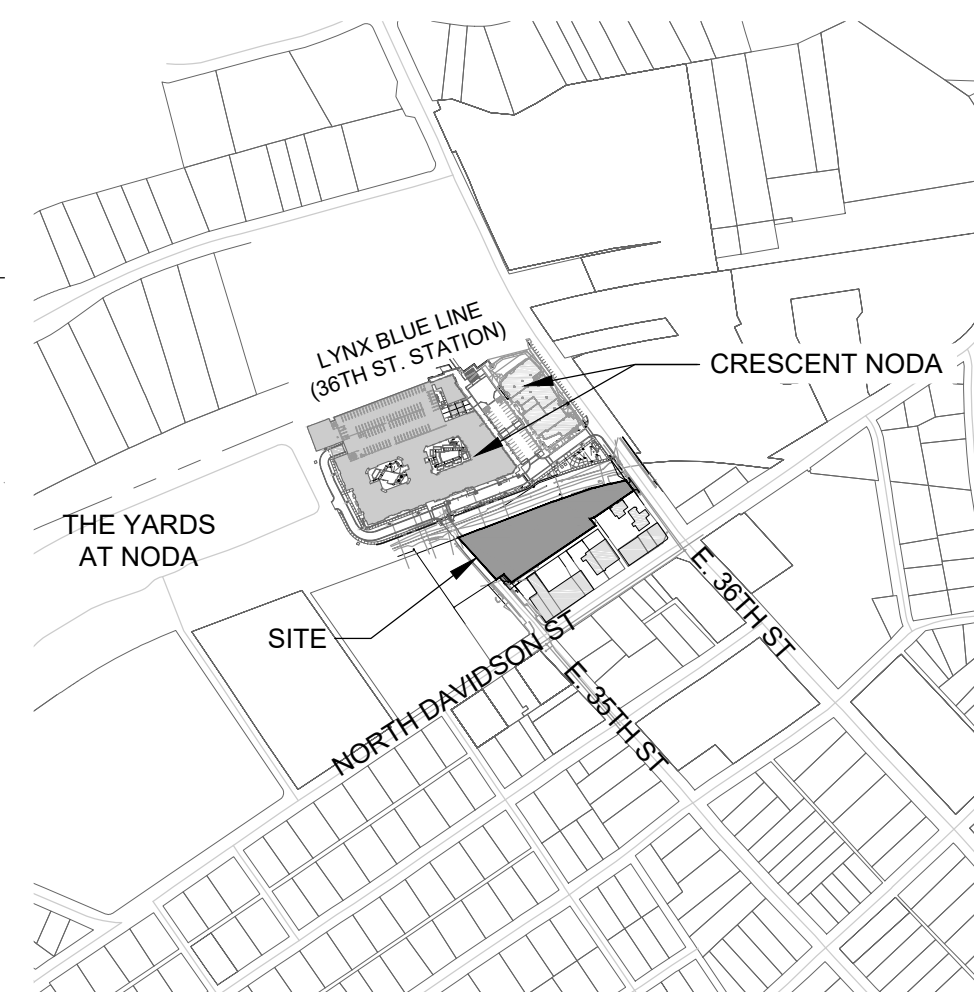 LYNX BLUE LINE
(36TH ST. STATION)
CRESCENT NODA
THE YARDS
AT NODA
SITE
E. 36TH ST
NORTH DAVIDSON ST
E. 35TH ST